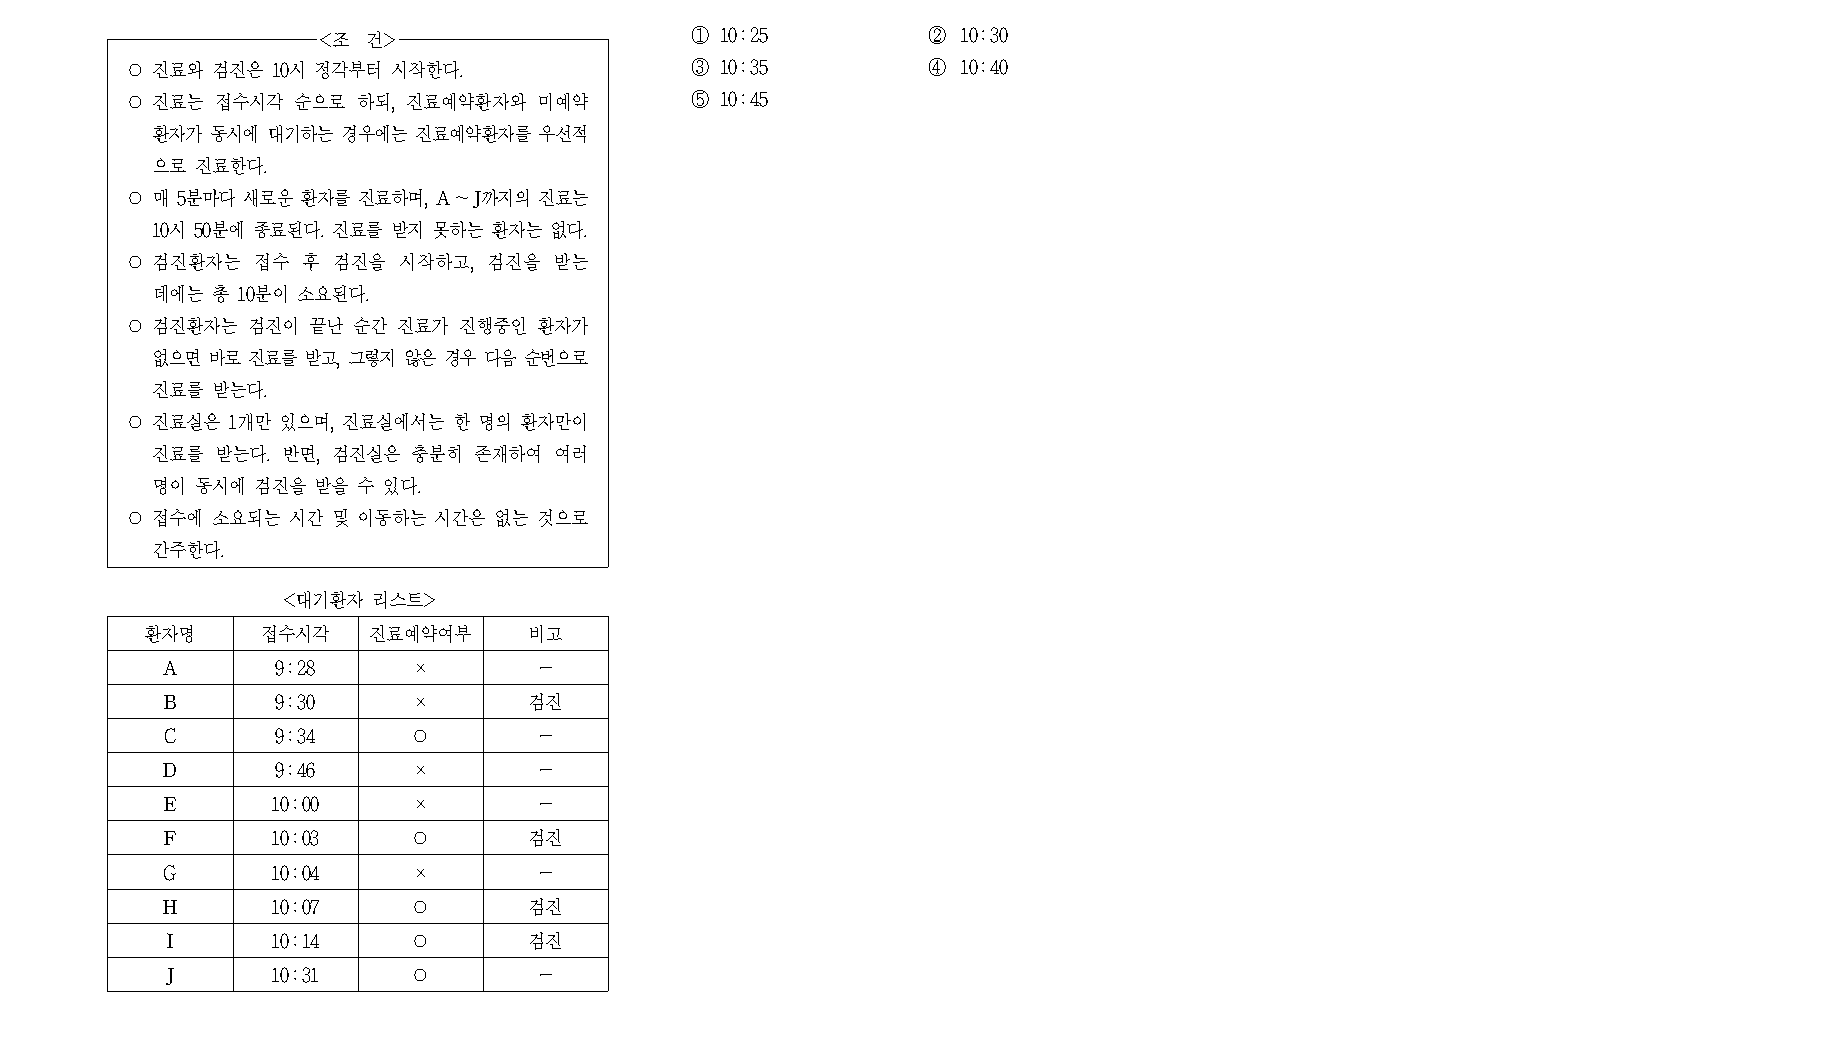 <조 건>
○ 진료와 검진은 10시 정각부터 시작한다.
○ 진료는 접수시각 순으로 하되, 진료예약환자와 미예약
환자가 동시에 대기하는 경우에는 진료예약환자를 우선적
으로 진료한다.
○ 매 5분마다 새로운 환자를 진료하며, A ~ J까지의 진료는
10시 50분에 종료된다. 진료를 받지 못하는 환자는 없다.
○ 검진환자는 접수 후 검진을 시작하고, 검진을 받는
데에는 총 10분이 소요된다.
○ 검진환자는 검진이 끝난 순간 진료가 진행중인 환자가
없으면 바로 진료를 받고, 그렇지 않은 경우 다음 순번으로
진료를 받는다.
○ 진료실은 1개만 있으며, 진료실에서는 한 명의 환자만이
진료를 받는다. 반면, 검진실은 충분히 존재하여 여러
명이 동시에 검진을 받을 수 있다.
○ 접수에 소요되는 시간 및 이동하는 시간은 없는 것으로
간주한다.
<대기환자 리스트>
환자명 접수시각 진료예약여부 비고
A 9:28 × －
B 9:30 × 검진
C 9:34 ○ －
D 9:46 × －
E 10:00 × －
F 10:03 ○ 검진
G 10:04 × －
H 10:07 ○ 검진
I 10:14 ○ 검진
J 10:31 ○ －
① 10:25 ② 10:30
③ 10:35 ④ 10:40
⑤ 10:45